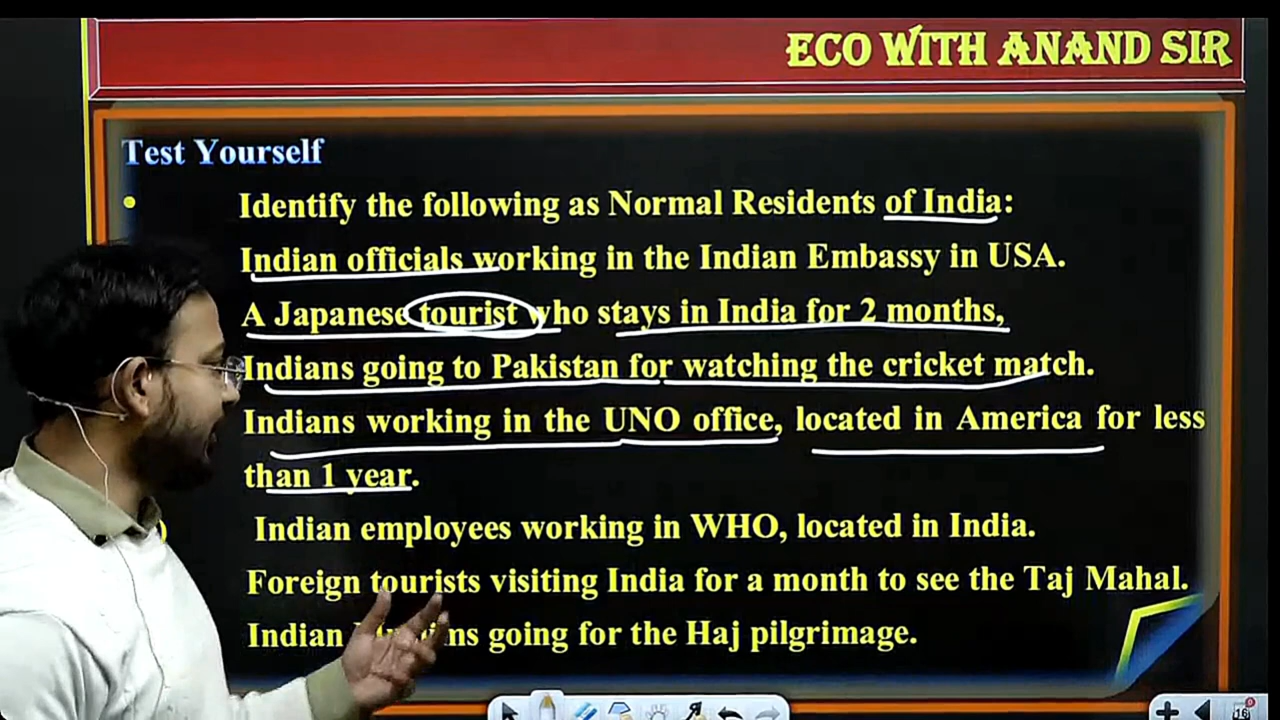 ECO WITH ANAND SIR
Test Yourself
• Identify the following as Normal Residents of India:
Indian officials working in the Indian Embassy in USA.
A Japanese tourist who stays in India for 2 months,
Indians going to Pakistan for watching the cricket match.
Indians working in the UNO office, located in America for less
than 1 year.
Indian employees working in WHO, located in India.
Foreign tourists visiting India for a month to see the Taj Mahal.
Indian going for the Haj pilgrimage.